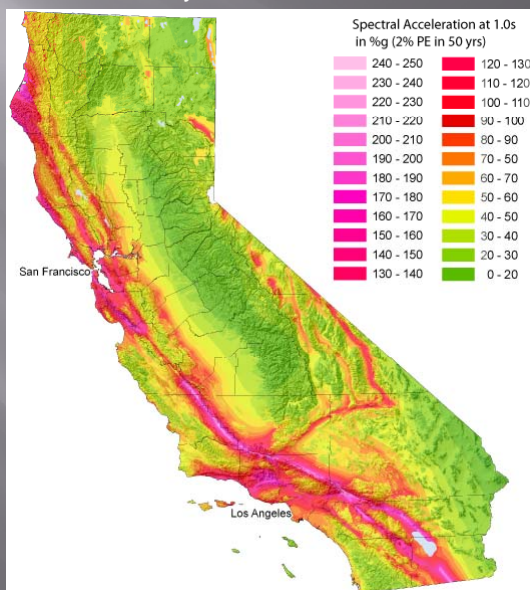 Spectral Acceleration at 1.0s
in %g (2% PE in 50 yrs)
240 - 250
230 - 240
220 - 230
210 - 220
200 - 210
190 - 200
180 - 190
170 - 180
160 - 170
150 - 160
140 - 150
130 - 140
120 - 130
110 - 120
100 - 110
90 - 100
80 - 90
70 - 50
60 - 70
50 - 60
40 - 50
30 - 40
20 - 30
0 - 20
San Francisco
Los Angeles